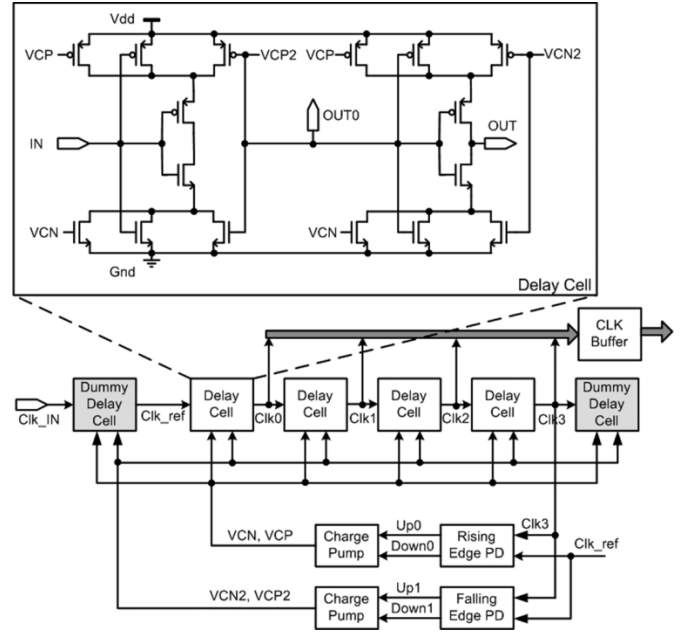 Vdd
VCP
VCP2
VCP
VCN2
OUT0
IN
OUT
VCN
VCN
Gnd
Delay Cell
CLK
Buffer
Dummy
Delay
Cell
Delay
Cell
Delay
Cell
Delay
Cell
Delay
Cell
Dummy
Delay
Cell
Clk_IN
Clk_ref
Clk0
Clk1
Clk2
Clk3
Clk3
VCN, VCP
Charge
Pump
Up0
Down0
Rising
Edge PD
Clk_ref
VCN2, VCP2
Charge
Pump
Up1
Down1
Falling
Edge PD